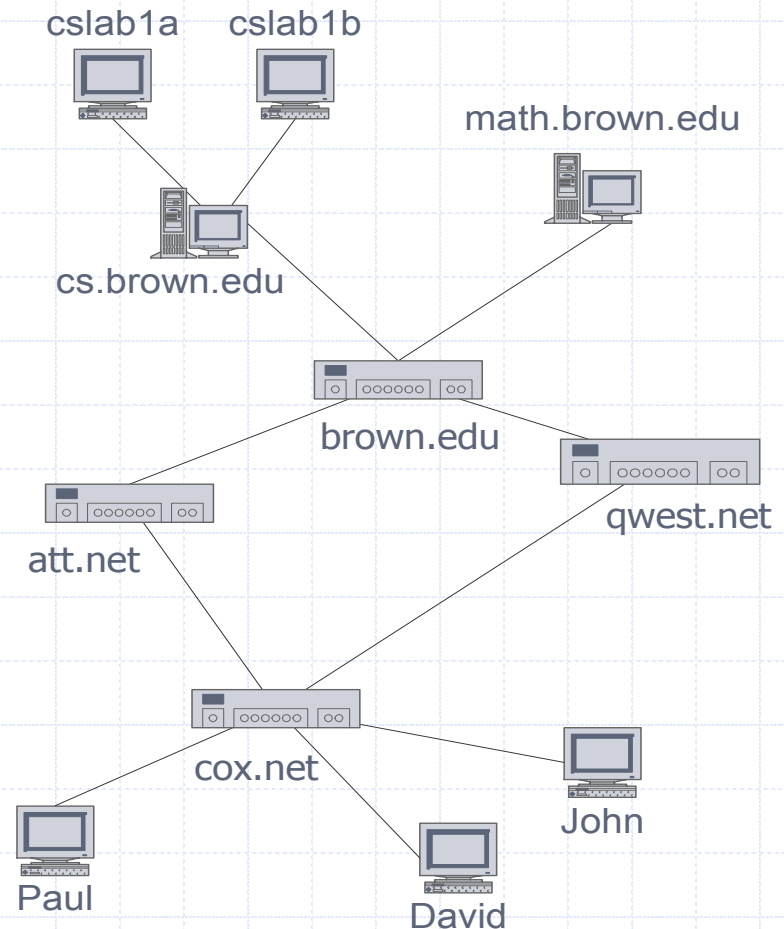 cslab1a
cslab1b
math.brown.edu
cs.brown.edu
brown.edu
qwest.net
att.net
cox.net
John
Paul
David